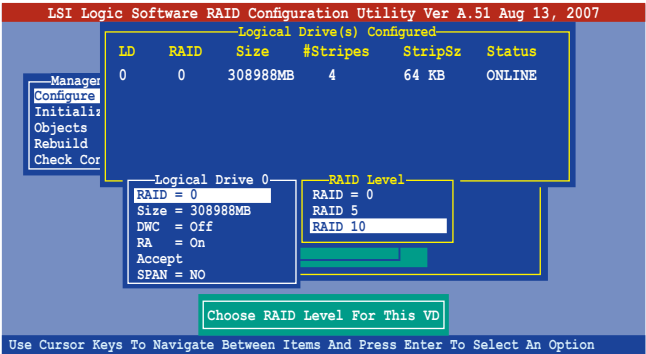 LSI Logic Software RAID Configuration Utility Ver A.51 Aug 13, 2007
Logical Drive(s) Configured
LD RAID Size #Stripes StripSz Status
0 0 308988MB 4 64 KB ONLINE
Configure
Initializ
Objects
Rebuild
Check Con
Logical Drive 0
RAID = 0
Size = 308988MB
DWC = Off
RA = On
Accept
SPAN = NO
RAID Level
RAID = 0
RAID 5
RAID 10
Choose RAID Level For This VD
Use Cursor Keys To Navigate Between Items And Press Enter To Select An Option